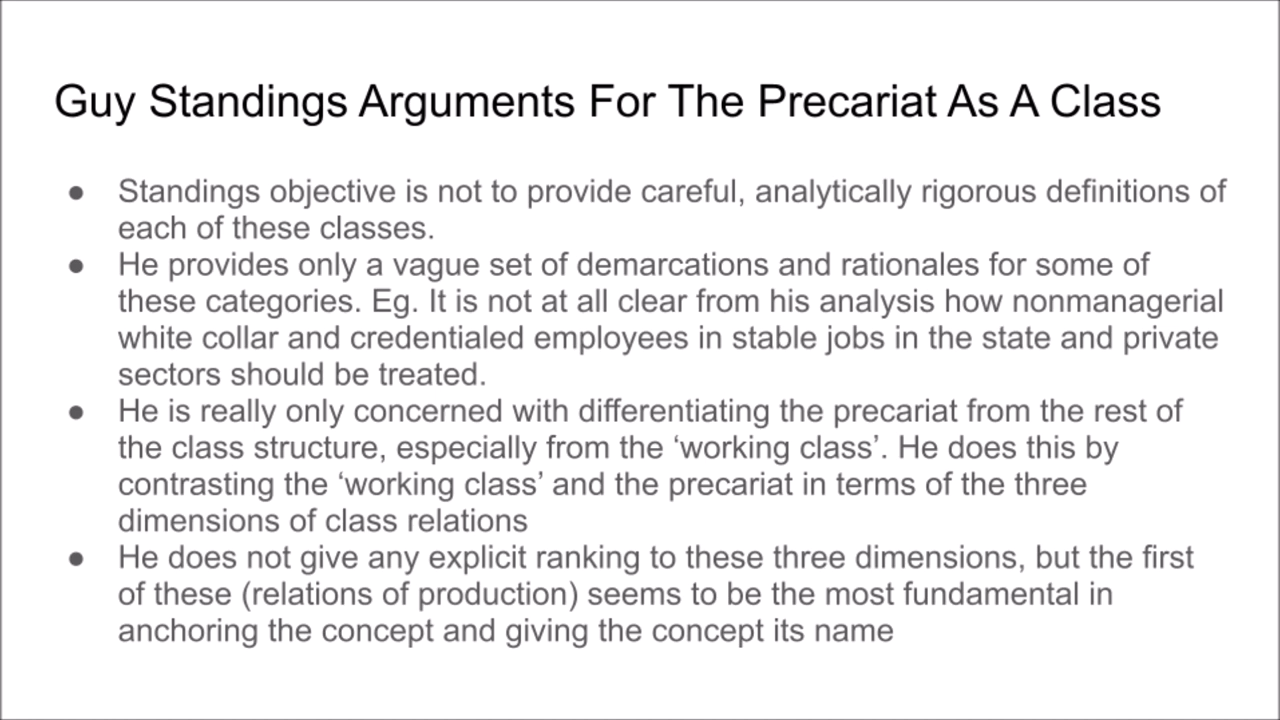 Guy Standings Arguments For The Precariat As A Class
● Standings objective is not to provide careful, analytically rigorous definitions of
each of these classes.
● He provides only a vague set of demarcations and rationales for some of
these categories. Eg. It is not at all clear from his analysis how nonmanagerial
white collar and credentialed employees in stable jobs in the state and private
sectors should be treated.
● He is really only concerned with differentiating the precariat from the rest of
the class structure, especially from the ‘working class’. He does this by
contrasting the ‘working class’ and the precariat in terms of the three
dimensions of class relations
● He does not give any explicit ranking to these three dimensions, but the first
of these (relations of production) seems to be the most fundamental in
anchoring the concept and giving the concept its name